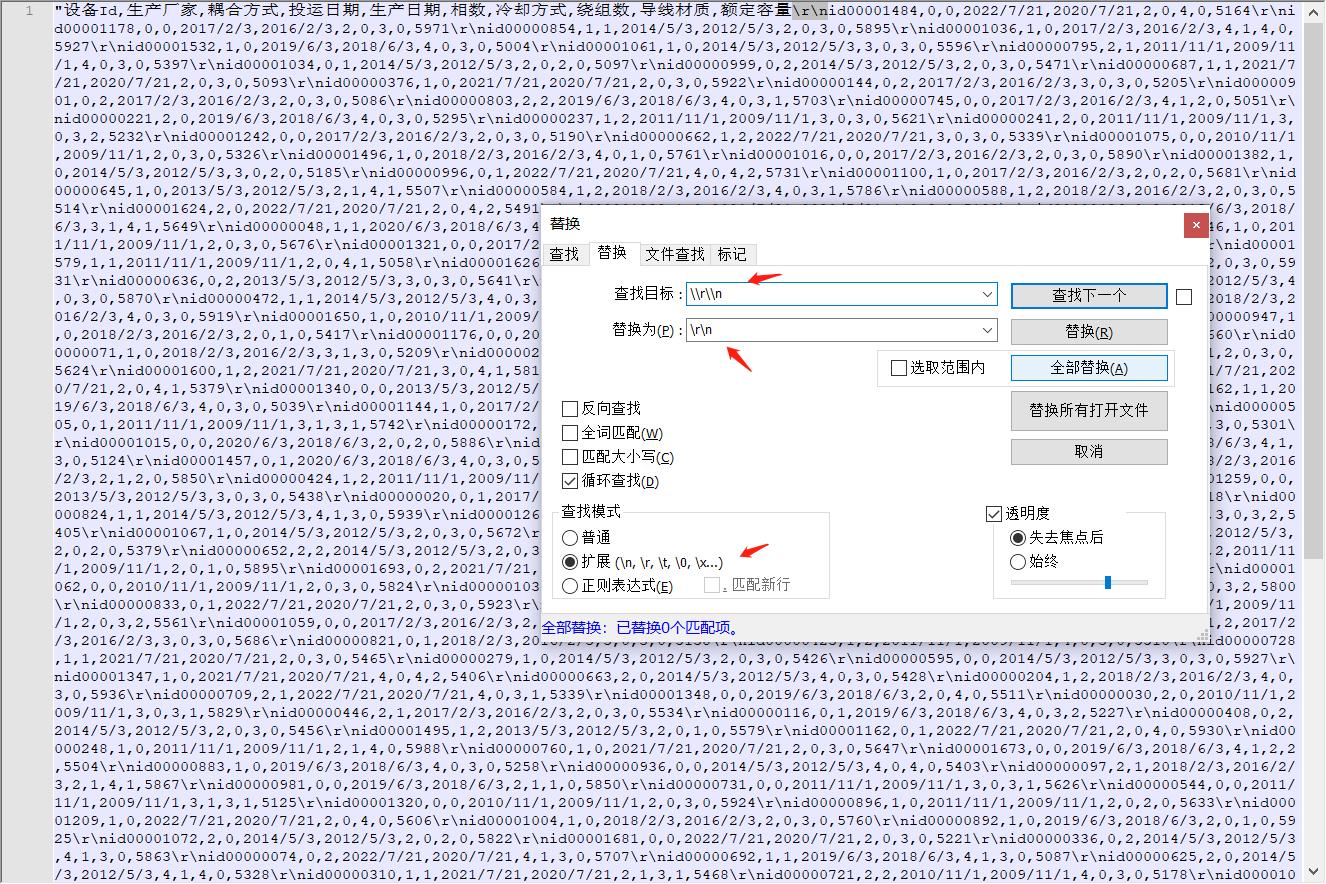 1
"设备Id,生产厂家,耦合方式,投运日期,生产日期,相数,冷却方式,绕组数,导线材质,额定容量\r\nid00001484,0,0,2022/7/21,2020/7/21,2,0,4,0,5164\r\ni
d00001178,0,0,2017/2/3,2016/2/3,2,0,3,0,5971\r\nid00000854,1,1,2014/5/3,2012/5/3,2,0,3,0,5895\r\nid00001036,1,0,2017/2/3,2016/2/3,4,1,4,0,
5927\r\nid00001532,1,0,2019/6/3,2018/6/3,4,0,3,0,5004\r\nid00001061,1,0,2014/5/3,2012/5/3,3,0,3,0,5596\r\nid00000795,2,1,2011/11/1,2009/11
/1,4,0,3,0,5397\r\nid00001034,0,1,2014/5/3,2012/5/3,2,0,2,0,5097\r\nid00000999,0,2,2014/5/3,2012/5/3,2,0,3,0,5471\r\nid00000687,1,1,2021/7
/21,2020/7/21,2,0,3,0,5093\r\nid00000376,1,0,2021/7/21,2020/7/21,2,0,3,0,5922\r\nid00000144,0,2,2017/2/3,2016/2/3,3,0,3,0,5205\r\nid000009
01,0,2,2017/2/3,2016/2/3,2,0,3,0,5086\r\nid00000803,2,2,2019/6/3,2018/6/3,4,0,3,1,5703\r\nid00000745,0,0,2017/2/3,2016/2/3,4,1,2,0,5051\r\
nid00000221,2,0,2019/6/3,2018/6/3,4,0,3,0,5295\r\nid00000237,1,2,2011/11/1,2009/11/1,3,0,3,0,5621\r\nid00000241,2,0,2011/11/1,2009/11/1,3,
0,3,2,5232\r\nid00001242,0,0,2017/2/3,2016/2/3,2,0,3,0,5190\r\nid00000662,1,2,2022/7/21,2020/7/21,3,0,3,0,5339\r\nid00001075,0,0,2010/11/1
,2009/11/1,2,0,3,0,5326\r\nid00001496,1,0,2018/2/3,2016/2/3,4,0,1,0,5761\r\nid00001016,0,0,2017/2/3,2016/2/3,2,0,3,0,5890\r\nid00001382,1,
0,2014/5/3,2012/5/3,3,0,2,0,5185\r\nid00000996,0,1,2022/7/21,2020/7/21,4,0,4,2,5731\r\nid00001100,1,0,2017/2/3,2016/2/3,2,0,2,0,5681\r\nid
00000645,1,0,2013/5/3,2012/5/3,2,1,4,1,5507\r\nid00000584,1,2,2018/2/3,2016/2/3,4,0,3,1,5786\r\nid00000588,1,2,2018/2/3,2016/2/3,2,0,3,0,5
514\r\nid00001624,2,0,2022/7/21,2020/7/21,2,0,4,2,5491 /6/3,2018/
6/3,3,1,4,1,5649\r\nid00000048,1,1,2020/6/3,2018/6/3,4 46,1,0,201
1/11/1,2009/11/1,2,0,3,0,5676\r\nid00001321,0,0,2017/2 \nid00001
579,1,1,2011/11/1,2009/11/1,2,0,4,1,5058\r\nid00001626 0,3,0,59
31\r\nid00000636,0,2,2013/5/3,2012/5/3,3,0,3,0,5641\r\ 2012/5/3,4
,0,3,0,5870\r\nid00000472,1,1,2014/5/3,2012/5/3,4,0,3, 2018/2/3,2
016/2/3,4,0,3,0,5919\r\nid00001650,1,0,2010/11/1,2009/ 00000947,1
,0,2018/2/3,2016/2/3,2,0,1,0,5417\r\nid00001176,0,0,20 660\r\nid0
0000071,1,0,2018/2/3,2016/2/3,3,1,3,0,5209\r\nid000002 1,2,0,3,0,
5624\r\nid00001600,1,2,2021/7/21,2020/7/21,3,0,4,1,581 /7/21,202
0/7/21,2,0,4,1,5379\r\nid00001340,0,0,2013/5/3,2012/5/ 162,1,1,20
19/6/3,2018/6/3,4,0,3,0,5039\r\nid00001144,1,0,2017/2/ d000005
05,0,1,2011/11/1,2009/11/1,3,1,3,1,5742\r\nid00000172, 3,0,5301\
r\nid00001015,0,0,2020/6/3,2018/6/3,2,0,2,0,5886\r\nid 8/6/3,4,1,
3,0,5124\r\nid00001457,0,1,2020/6/3,2018/6/3,4,0,3,0,5 /2/3,2016
/2/3,2,1,2,0,5850\r\nid00000424,1,2,2011/11/1,2009/11/ 01259,0,0,
2013/5/3,2012/5/3,3,0,3,0,5438\r\nid00000020,0,1,2017/ 18\r\nid00
000824,1,1,2014/5/3,2012/5/3,4,1,3,0,5939\r\nid0000126 3,0,3,2,5
405\r\nid00001067,1,0,2014/5/3,2012/5/3,2,0,3,0,5672\r 2012/5/3,
2,0,2,0,5379\r\nid00000652,2,2,2014/5/3,2012/5/3,2,0,3 2,2011/11
/1,2009/11/1,2,0,1,0,5895\r\nid00001693,0,2,2021/7/21, d00001
062,0,0,2010/11/1,2009/11/1,2,0,3,0,5824\r\nid00000103 3,2,5800
\r\nid00000833,0,1,2022/7/21,2020/7/21,2,0,3,0,5923\r\ /2009/11
/1,2,0,3,2,5561\r\nid00001059,0,0,2017/2/3,2016/2/3,2, 1,2,2017/2
/3,2016/2/3,3,0,3,0,5686\r\nid00000821,0,1,2018/2/3 00000728
,1,1,2021/7/21,2020/7/21,2,0,3,0,5465\r\nid00000279,1,0,2014/5/3,2012/5/3,2,0,3,0,5426\r\nid00000595,0,0,2014/5/3,2012/5/3,3,0,3,0,5927\r\
nid00001347,1,0,2021/7/21,2020/7/21,4,0,4,2,5406\r\nid00000663,2,0,2014/5/3,2012/5/3,4,0,3,0,5428\r\nid00000204,1,2,2018/2/3,2016/2/3,4,0,
3,0,5936\r\nid00000709,2,1,2022/7/21,2020/7/21,4,0,3,1,5339\r\nid00001348,0,0,2019/6/3,2018/6/3,2,0,4,0,5511\r\nid00000030,2,0,2010/11/1,2
009/11/1,3,0,3,1,5829\r\nid00000446,2,1,2017/2/3,2016/2/3,2,0,3,0,5534\r\nid00000116,0,1,2019/6/3,2018/6/3,4,0,3,2,5227\r\nid00000408,0,2,
2014/5/3,2012/5/3,2,0,3,0,5456\r\nid00001495,1,2,2013/5/3,2012/5/3,2,0,1,0,5579\r\nid00001162,0,1,2022/7/21,2020/7/21,2,0,4,0,5930\r\nid00
000248,1,0,2011/11/1,2009/11/1,2,1,4,0,5988\r\nid00000760,1,0,2021/7/21,2020/7/21,2,0,3,0,5647\r\nid00001673,0,0,2019/6/3,2018/6/3,4,1,2,2
,5504\r\nid00000883,1,0,2019/6/3,2018/6/3,4,0,3,0,5258\r\nid00000936,0,0,2014/5/3,2012/5/3,4,0,4,0,5403\r\nid00000097,2,1,2018/2/3,2016/2/
3,2,1,4,1,5867\r\nid00000981,0,0,2019/6/3,2018/6/3,2,1,1,0,5850\r\nid00000731,0,0,2011/11/1,2009/11/1,3,0,3,1,5626\r\nid00000544,0,0,2011/
11/1,2009/11/1,3,1,3,1,5125\r\nid00001320,0,0,2010/11/1,2009/11/1,2,0,3,0,5924\r\nid00000896,1,0,2011/11/1,2009/11/1,2,0,2,0,5633\r\nid0000
01209,1,0,2022/7/21,2020/7/21,2,0,4,0,5606\r\nid00001004,1,0,2018/2/3,2016/2/3,2,0,3,0,5760\r\nid00000892,1,0,2019/6/3,2018/6/3,2,0,1,0,59
25\r\nid00001072,2,0,2014/5/3,2012/5/3,2,0,2,0,5822\r\nid00001681,0,0,2022/7/21,2020/7/21,2,0,3,0,5221\r\nid00000336,0,2,2014/5/3,2012/5/3
,4,1,3,0,5863\r\nid00000074,0,2,2022/7/21,2020/7/21,4,1,3,0,5707\r\nid00000692,1,1,2019/6/3,2018/6/3,4,1,3,0,5087\r\nid00000625,2,0,2014/5
/3,2012/5/3,4,1,4,0,5328\r\nid00000310,1,1,2021/7/21,2020/7/21,2,1,3,1,5468\r\nid00000721,2,2,2010/11/1,2009/11/1,4,0,3,0,5178\r\nid000010
替换
查找 替换 文件查找 标记
查找目标 : \\r\\n 查找下一个
替换为(P) : \r\n 替换(R)
选取范围内 全部替换(A)
替换所有打开文件
取消
反向查找
全词匹配(W)
匹配大小写(C)
循环查找(D)
查找模式
普通
扩展 (\n, \r, \t, \0, \x...)
正则表达式(E) . 匹配新行
透明度
失去焦点后
始终
全部替换: 已替换0个匹配项。